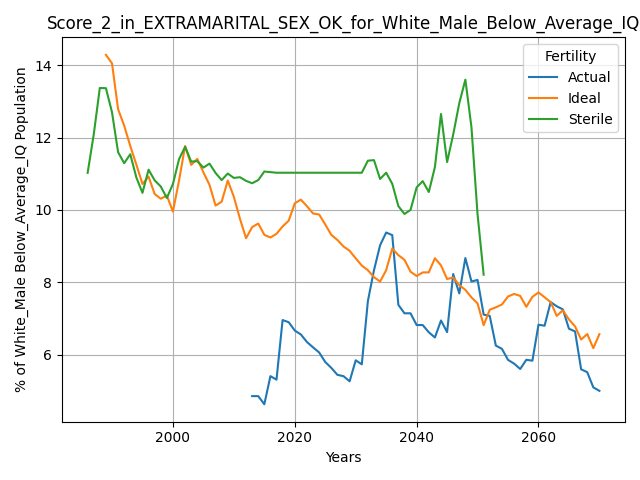 Score_2_in_EXTRAMARITAL_SEX_OK_for_White_Male_Below_Average_IQ
% of White_Male Below_Average_IQ Population
14
12
10
8
6
Fertility
Actual
Ideal
Sterile
2000 2020 2040 2060
Years